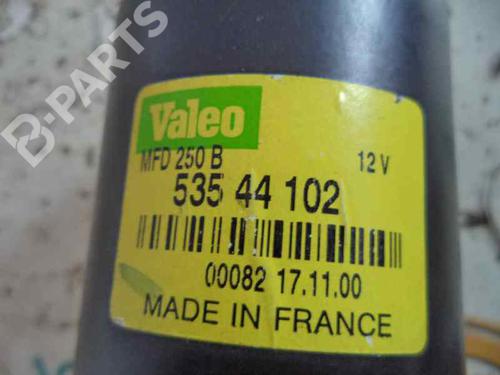 B-PARTS
Valeo
MFD 250 B 12 V
535 44 102
00082 17.11.00
MADE IN FRANCE